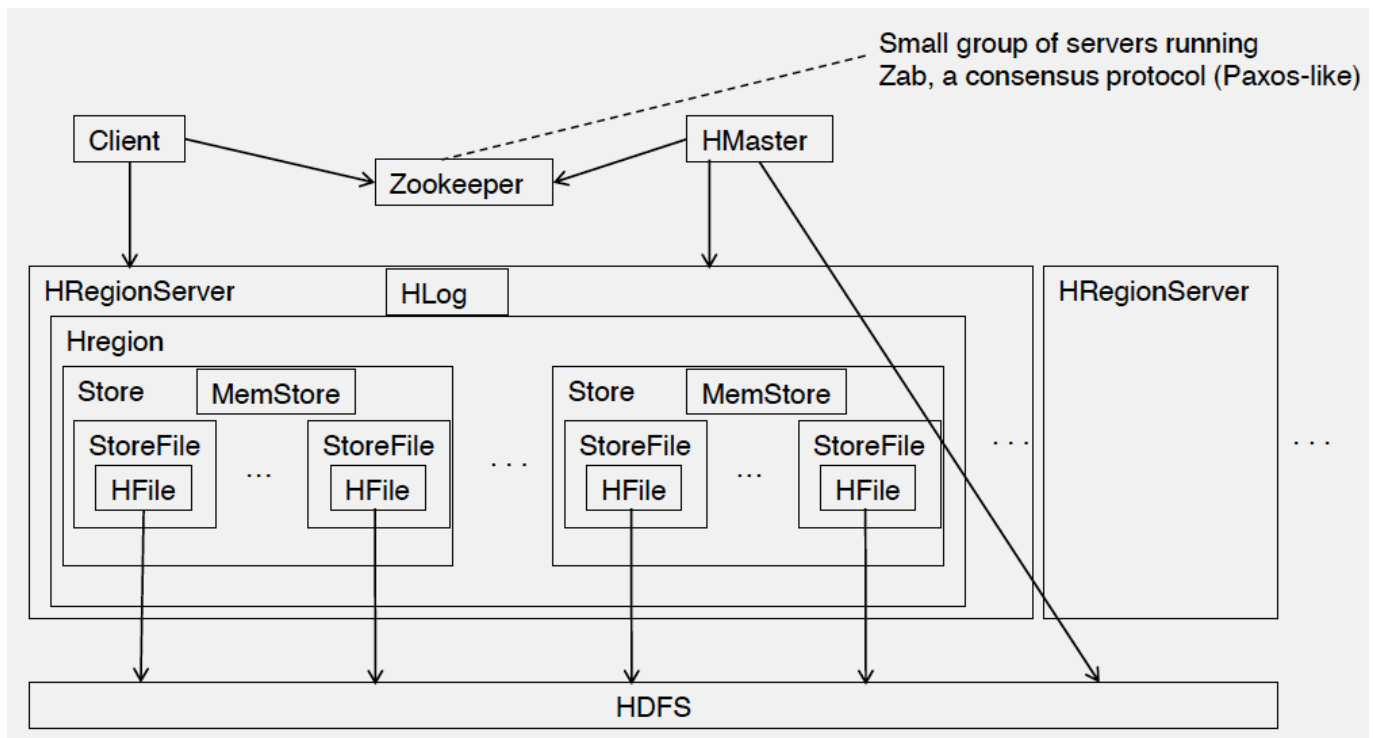 Small group of servers running
Zab, a consensus protocol (Paxos-like)
Client
HMaster
Zookeeper
HRegionServer
HLog
HRegionServer
Hregion
Store
MemStore
Store
MemStore
StoreFile
StoreFile
StoreFile
StoreFile
. . .
. . .
...
. . .
...
HFile
HFile
HFile
HFile
HDFS